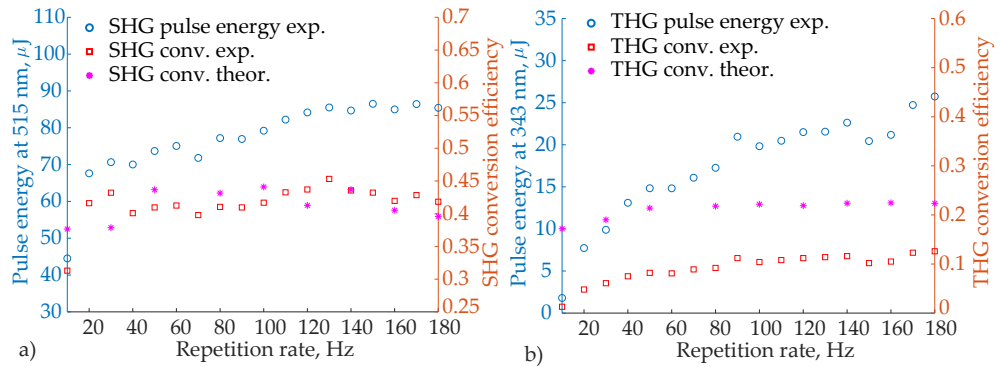 SHG pulse energy exp.
SHG conv. exp.
SHG conv. theor.
Pulse energy at 515 nm, μJ
110
100
90
80
70
60
50
40
30
SHG conversion efficiency
0.7
0.65
0.6
0.55
0.5
0.45
0.4
0.35
0.3
0.25
20 40 60 80 100 120 140 160 180
Repetition rate, Hz
a)
THG pulse energy exp.
THG conv. exp.
THG conv. theor.
Pulse energy at 343 nm, μJ
35
30
25
20
15
10
5
0
THG conversion efficiency
0.6
0.5
0.4
0.3
0.2
0.1
0
20 40 60 80 100 120 140 160 180
Repetition rate, Hz
b)